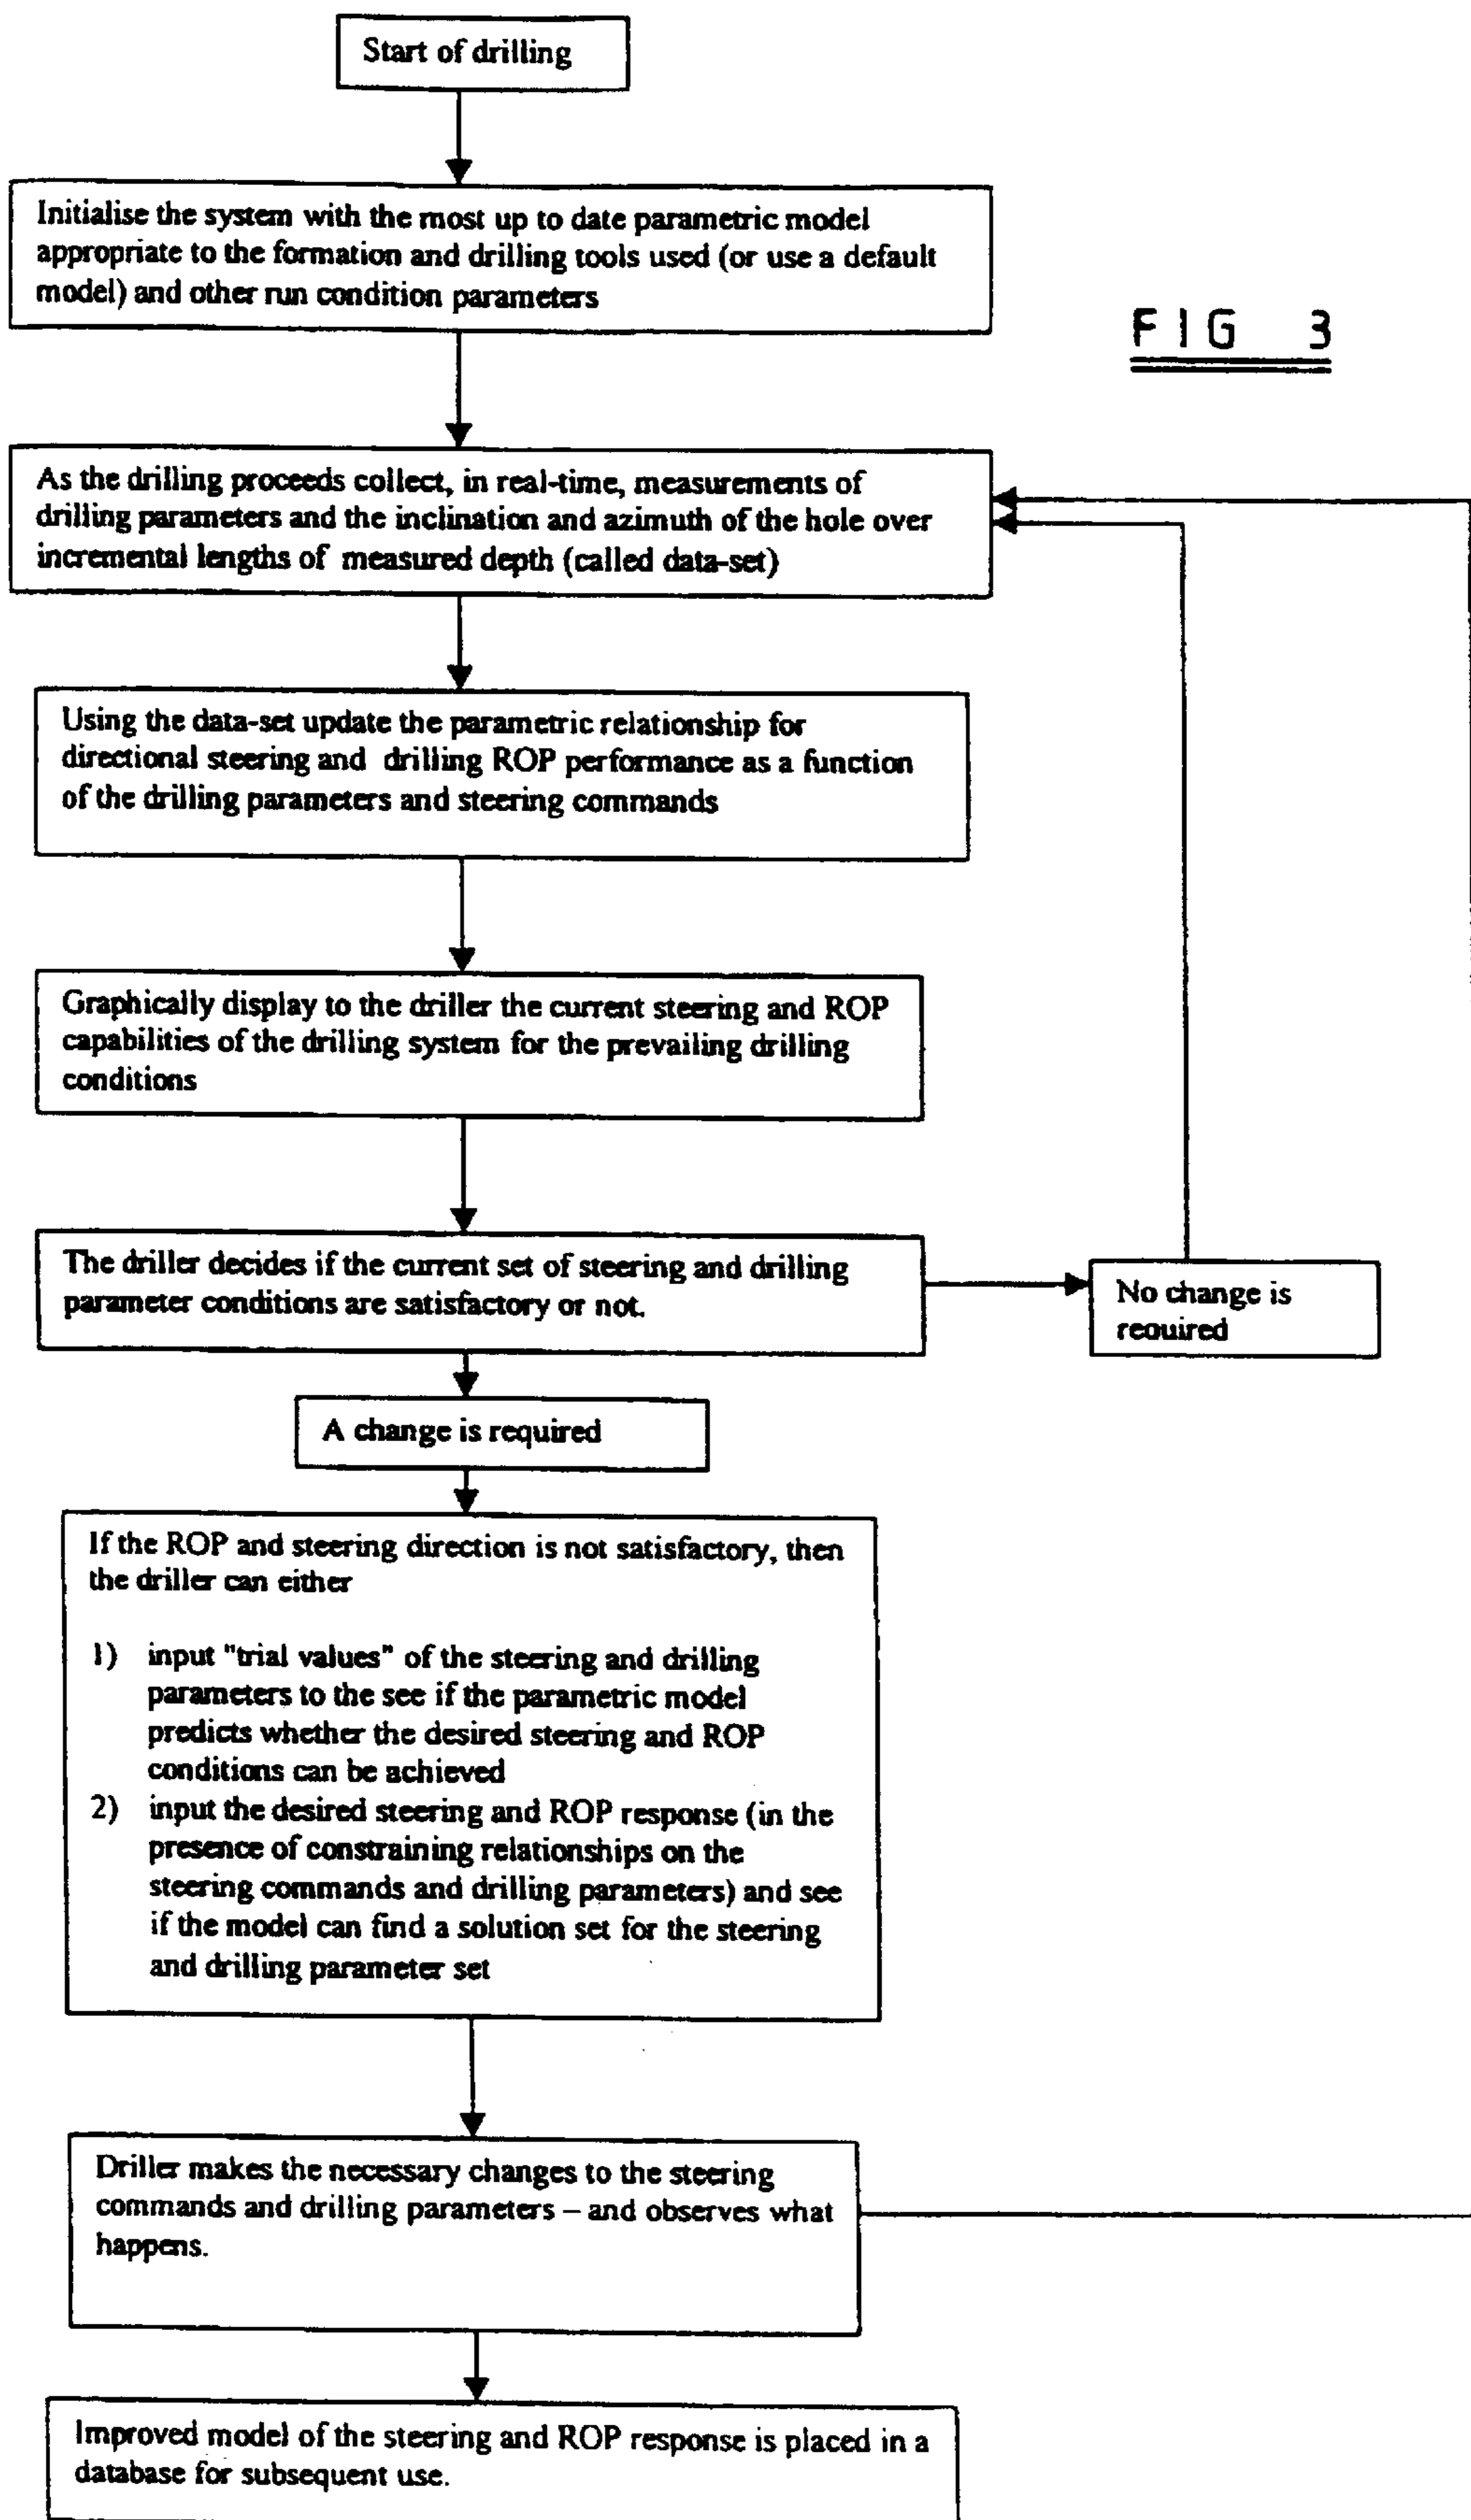 Start of drilling
Initialise the system with the most up to date parametric model
appropriate to the formation and drilling tools used (or use a default
model) and other run condition parameters
FIG 3
As the drilling proceeds collect, in real-time, measurements of
drilling parameters and the inclination and azimuth of the hole over
incremental lengths of measured depth (called data-set)
Using the data-set update the parametric relationship for
directional steering and drilling ROP performance as a function
of the drilling parameters and steering commands
Graphically display to the driller the current steering and ROP
capabilities of the drilling system for the prevailing drilling
conditions
The driller decides if the current set of steering and drilling
parameter conditions are satisfactory or not.
No change is
required
A change is required
If the ROP and steering direction is not satisfactory, then
the driller can either
1) input "trial values" of the steering and drilling
parameters to the see if the parametric model
predicts whether the desired steering and ROP
conditions can be achieved
2) input the desired steering and ROP response (in the
presence of constraining relationships on the
steering commands and drilling parameters) and see
if the model can find a solution set for the steering
and drilling parameter set
Driller makes the necessary changes to the steering
commands and drilling parameters – and observes what
happens.
Improved model of the steering and ROP response is placed in a
database for subsequent use.